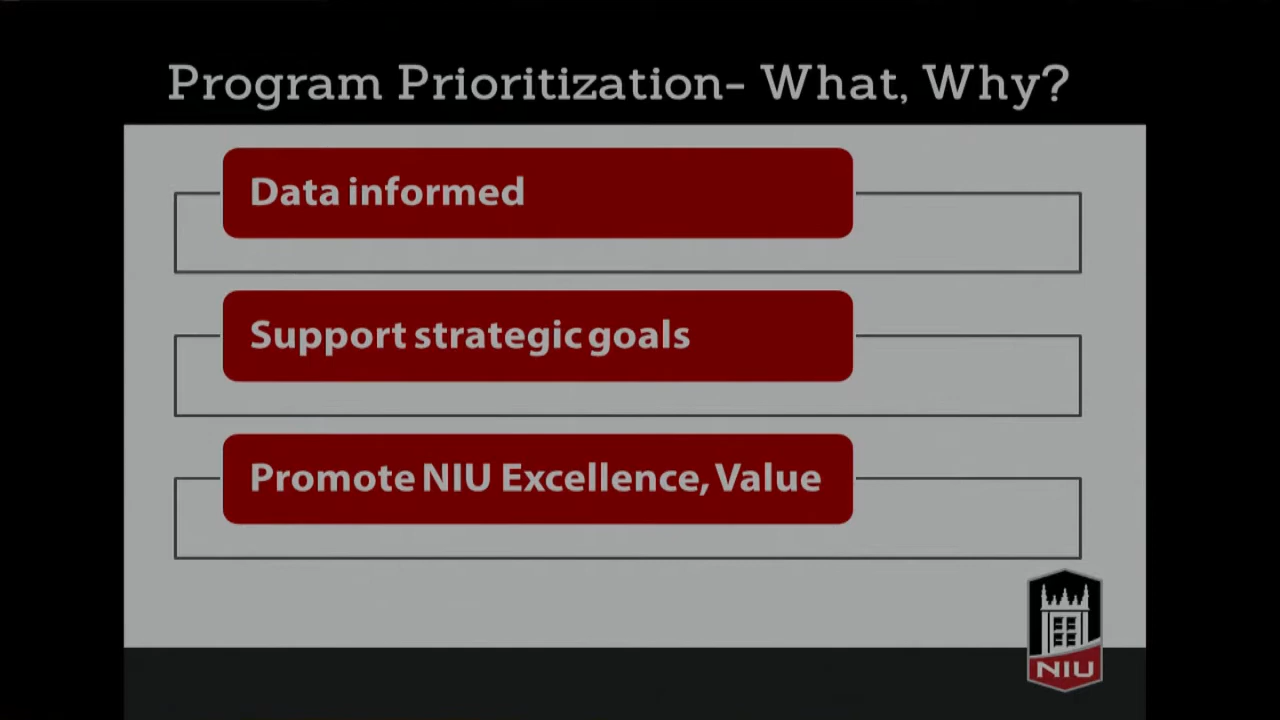 Program Prioritization- What, Why?
Data informed
Support strategic goals
Promote NIU Excellence, Value
NIU